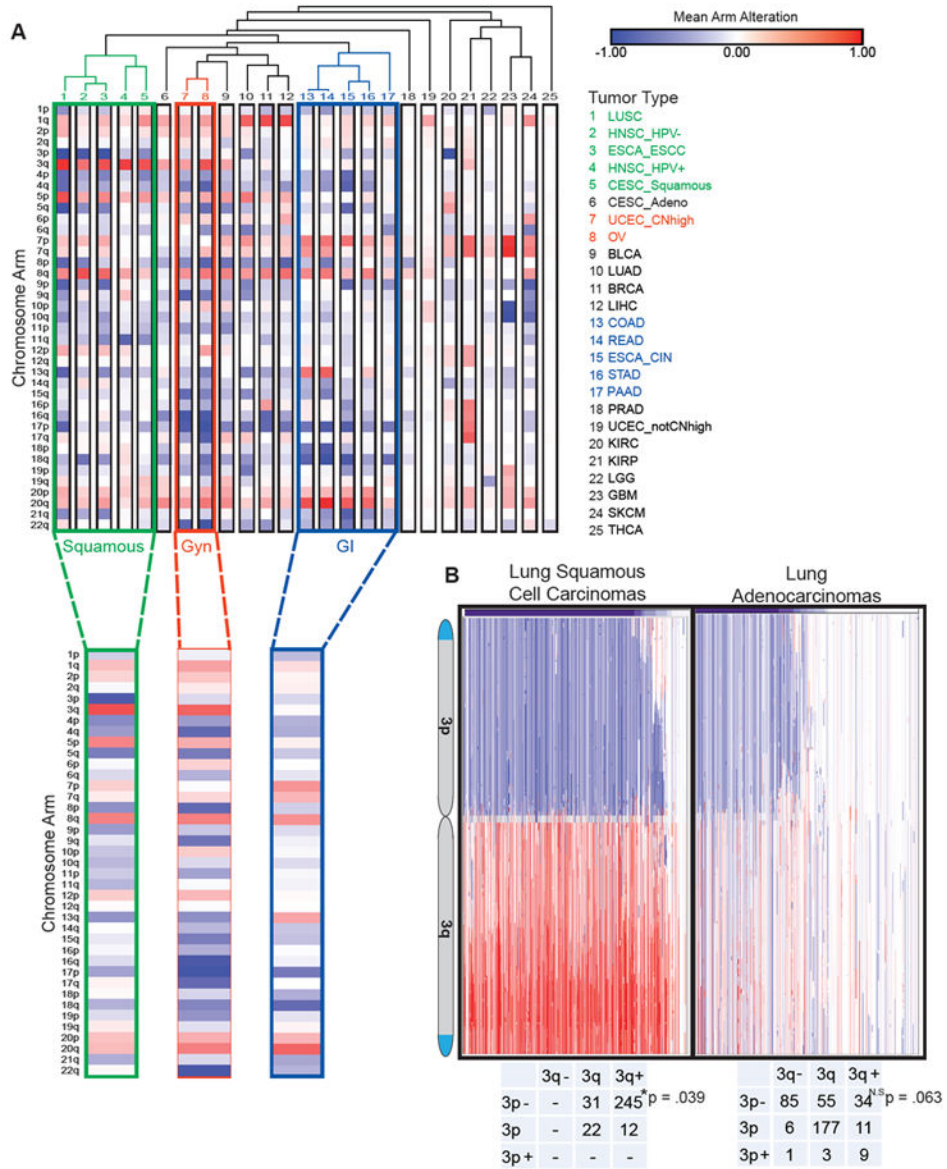 A
Mean Arm Alteration
-1.00 0.00 1.00
1 2 3 4 5 6 7 8 9 10 11 12 13 14 15 16 17 18 19 20 21 22 23 24 25
Tumor Type
1 LUSC
2 HNSC_HPV-
3 ESCA_ESCC
4 HNSC_HPV+
5 CESC_Squamous
6 CESC_Adeno
7 UCEC_CNhigh
8 OV
9 BLCA
10 LUAD
11 BRCA
12 LIHC
13 COAD
14 READ
15 ESCA_CIN
16 STAD
17 PAAD
18 PRAD
19 UCEC_notCNhigh
20 KIRC
21 KIRP
22 LGG
23 GBM
24 SKCM
25 THCA
Chromosome Arm
1p
1q
2p
2q
3p
3q
4p
4q
5p
5q
6p
6q
7p
7q
8p
8q
9p
9q
10p
10q
11p
11q
12p
12q
13q
14q
15q
16p
16q
17p
17q
18p
18q
19p
19q
20p
20q
21q
22q
Squamous Gyn GI
Chromosome Arm
1p
1q
2p
2q
3p
3q
4p
4q
5p
5q
6p
6q
7p
7q
8p
8q
9p
9q
10p
10q
11p
11q
12p
12q
13q
14q
15q
16p
16q
17p
17q
18p
18q
19p
19q
20p
20q
21q
22q
B
Lung Squamous
Cell Carcinomas
Lung
Adenocarcinomas
3p
3q
3q- 3q 3q+
3p- - 31 245 *p = .039
3p - 22 12
3p+ - - -
3q- 3q 3q+
3p- 85 55 34 N.S p = .063
3p 6 177 11
3p+ 1 3 9